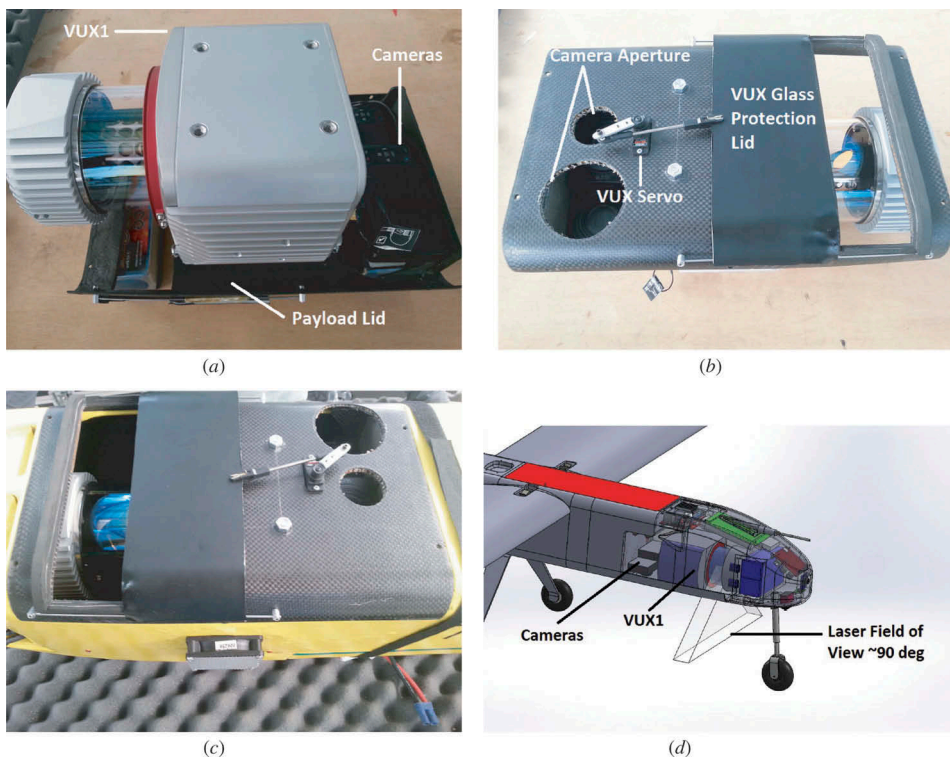 VUX1
Cameras
Payload Lid
(a)
Camera Aperture
VUX Glass
Protection
Lid
VUX Servo
(b)
(c)
Cameras
VUX1
Laser Field of
View ~90 deg
(d)